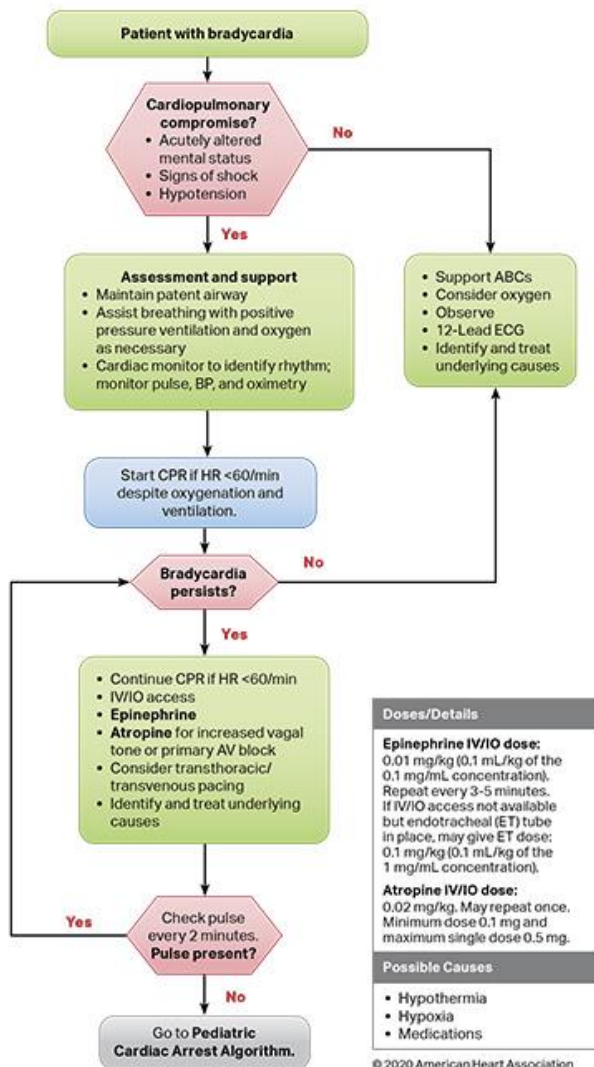 Patient with bradycardia
Cardiopulmonary
compromise?
• Acutely altered
mental status
• Signs of shock
• Hypotension
No
Yes
Assessment and support
• Maintain patent airway
• Assist breathing with positive
pressure ventilation and oxygen
as necessary
• Cardiac monitor to identify rhythm;
monitor pulse, BP, and oximetry
• Support ABCs
• Consider oxygen
• Observe
• 12-Lead ECG
• Identify and treat
underlying causes
Start CPR if HR <60/min
despite oxygenation and
ventilation.
Bradycardia
persists?
No
Yes
• Continue CPR if HR <60/min
• IV/IO access
• Epinephrine
• Atropine for increased vagal
tone or primary AV block
• Consider transthoracic/
transvenous pacing
• Identify and treat underlying
causes
Check pulse
every 2 minutes.
Pulse present?
Yes
No
Go to Pediatric
Cardiac Arrest Algorithm.
Doses/Details
Epinephrine IV/IO dose:
0.01 mg/kg (0.1 mL/kg of the
0.1 mg/mL concentration).
Repeat every 3-5 minutes.
If IV/IO access not available
but endotracheal (ET) tube
in place, may give ET dose:
0.1 mg/kg (0.1 mL/kg of the
1 mg/mL concentration).
Atropine IV/IO dose:
0.02 mg/kg. May repeat once.
Minimum dose 0.1 mg and
maximum single dose 0.5 mg.
Possible Causes
• Hypothermia
• Hypoxia
• Medications
© 2020 American Heart Association